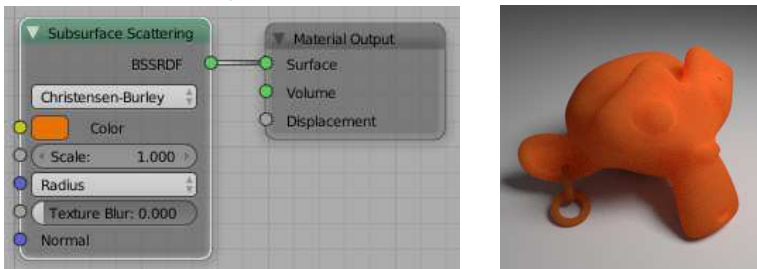 Subsurface Scattering
BSSRDF
Christensen-Burley
Color
Scale: 1.000
Radius
Texture Blur: 0.000
Normal
Material Output
Surface
Volume
Displacement